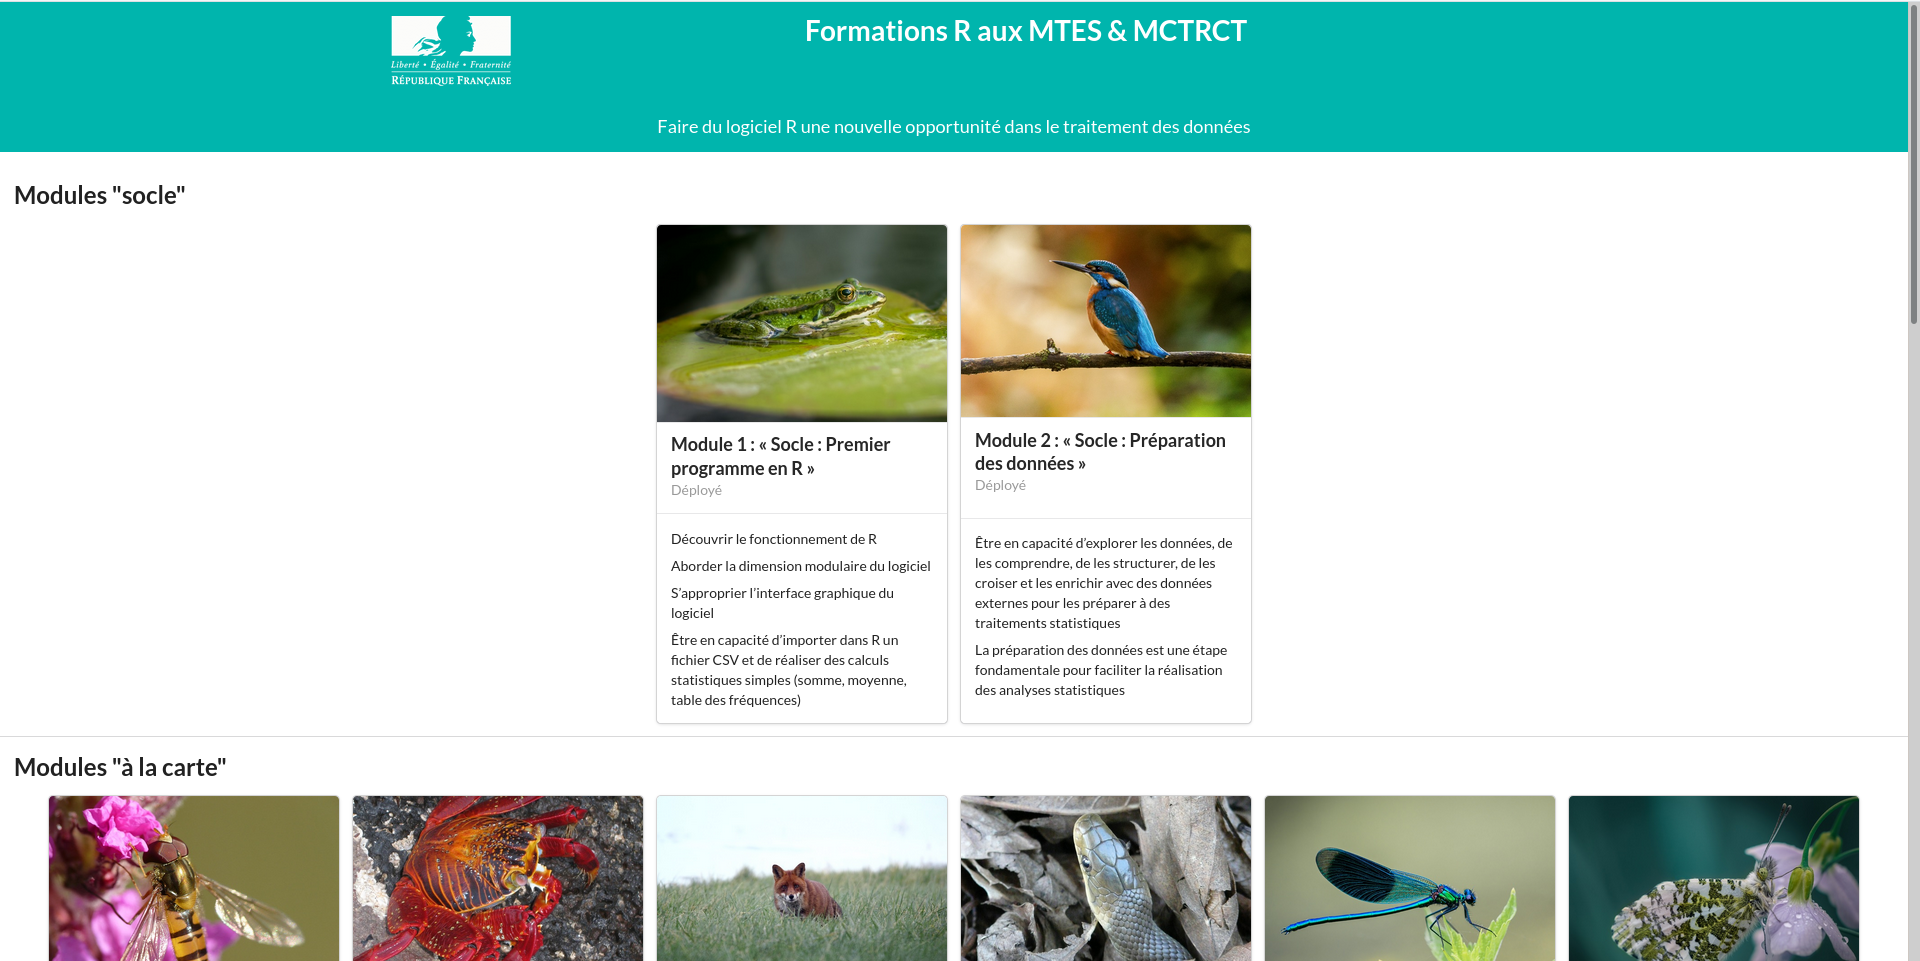 Formations R aux MTES & MCTRCT
Liberté • Égalité • Fraternité
RÉPUBLIQUE FRANÇAISE
Faire du logiciel R une nouvelle opportunité dans le traitement des données
Modules "socle"
Module 1 : « Socle : Premier
programme en R »
Déployé
Découvrir le fonctionnement de R
Aborder la dimension modulaire du logiciel
S’approprier l’interface graphique du
logiciel
Être en capacité d’importer dans R un
fichier CSV et de réaliser des calculs
statistiques simples (somme, moyenne,
table des fréquences)
Module 2 : « Socle : Préparation
des données »
Déployé
Être en capacité d’explorer les données, de
les comprendre, de les structurer, de les
croiser et les enrichir avec des données
externes pour les préparer à des
traitements statistiques
La préparation des données est une étape
fondamentale pour faciliter la réalisation
des analyses statistiques
Modules "à la carte"